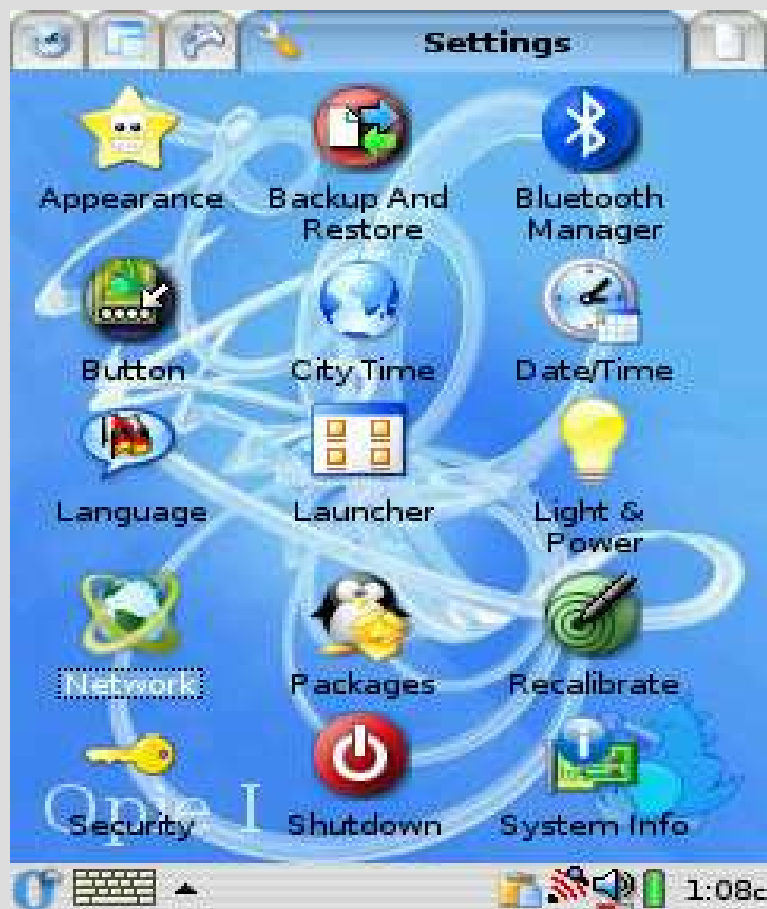 Settings
Appearance
Backup And
Restore
Bluetooth
Manager
Button
City Time
Date/Time
Language
Launcher
Light &
Power
Network
Packages
Recalibrate
Opie I
Security
Shutdown
System Info
1:08